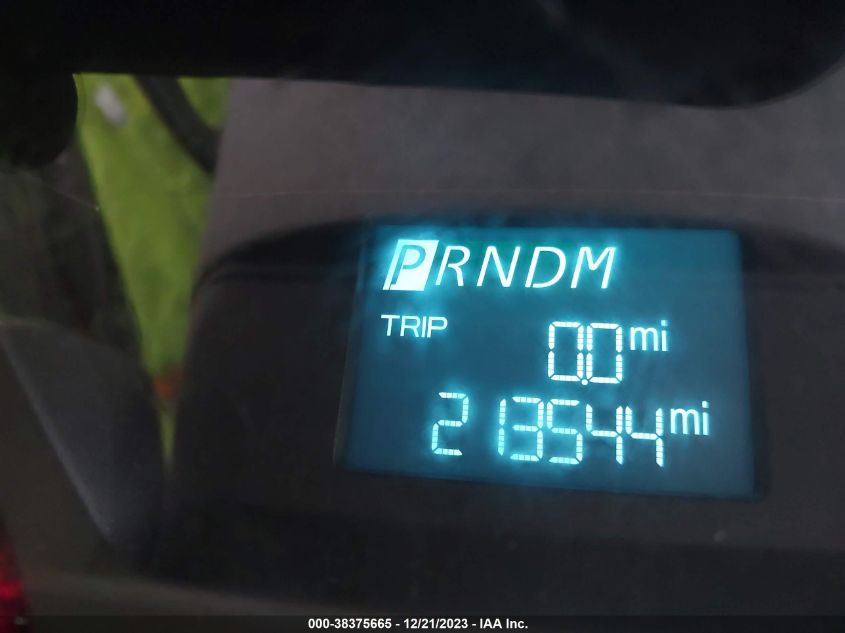 PRNDM
TRIP 0.0 mi
213544 mi
000-38375665 - 12/21/2023 - IAA Inc.